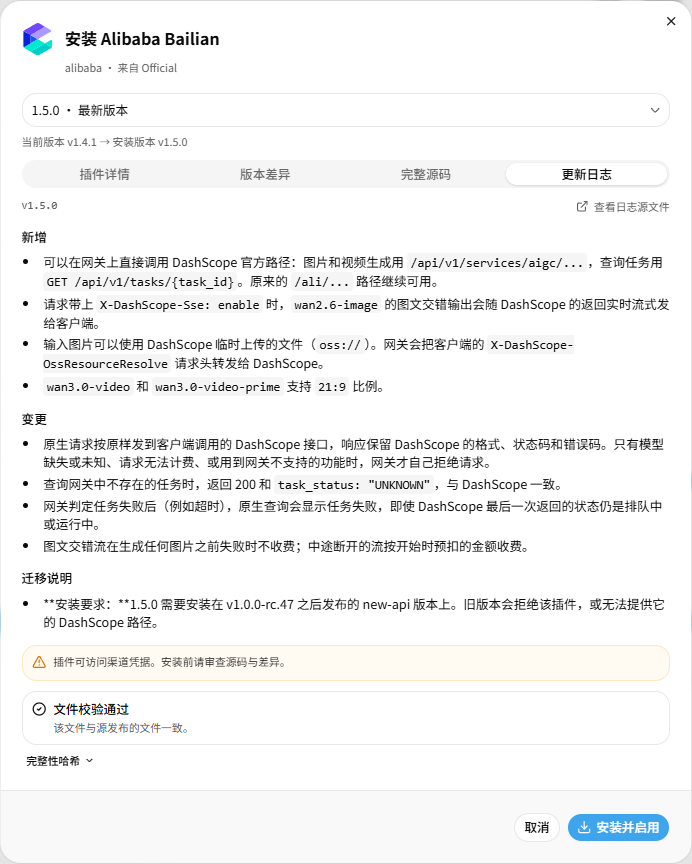 安装 Alibaba Bailian
alibaba • 来自 Official
1.5.0 • 最新版本
当前版本 v1.4.1 → 安装版本 v1.5.0
插件详情 版本差异 完整源码 更新日志
v1.5.0 查看日志源文件
新增
• 可以在网关上直接调用 DashScope 官方路径：图片和视频生成用 /api/v1/services/aigc/...，查询任务用
GET /api/v1/tasks/{task_id}。原来的 /ali/... 路径继续可用。
• 请求带上 X-DashScope-Sse: enable 时，wan2.6-image 的图文交错输出会随 DashScope 的返回实时流式发
给客户端。
• 输入图片可以使用 DashScope 临时上传的文件（oss://）。网关会把客户端的 X-DashScope-
OssResourceResolve 请求头转发给 DashScope。
• wan3.0-video 和 wan3.0-video-prime 支持 21:9 比例。
变更
• 原生请求按原样发到客户端调用的 DashScope 接口，响应保留 DashScope 的格式、状态码和错误码。只有模型
缺失或未知、请求无法计费、或用到网关不支持的功能时，网关才自己拒绝请求。
• 查询网关中不存在的任务时，返回 200 和 task_status: "UNKNOWN"，与 DashScope 一致。
• 网关判定任务失败后（例如超时），原生查询会显示任务失败，即使 DashScope 最后一次返回的状态仍是排队中
或运行中。
• 图文交错流在生成任何图片之前失败时不收费；中途断开的流按开始时预扣的金额收费。
迁移说明
• **安装要求：**1.5.0 需要安装在 v1.0.0-rc.47 之后发布的 new-api 版本上。旧版本会拒绝该插件，或无法提供它
的 DashScope 路径。
插件可访问渠道凭据。安装前请审查源码与差异。
文件校验通过
该文件与源发布的文件一致。
完整性哈希
取消 安装并启用